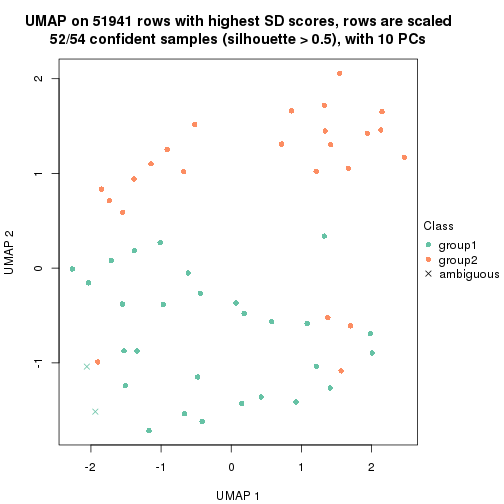 UMAP on 51941 rows with highest SD scores, rows are scaled
52/54 confident samples (silhouette > 0.5), with 10 PCs
2
1
0
-1
UMAP 2
-2
-1
0
1
2
UMAP 1
Class
group1
group2
ambiguous